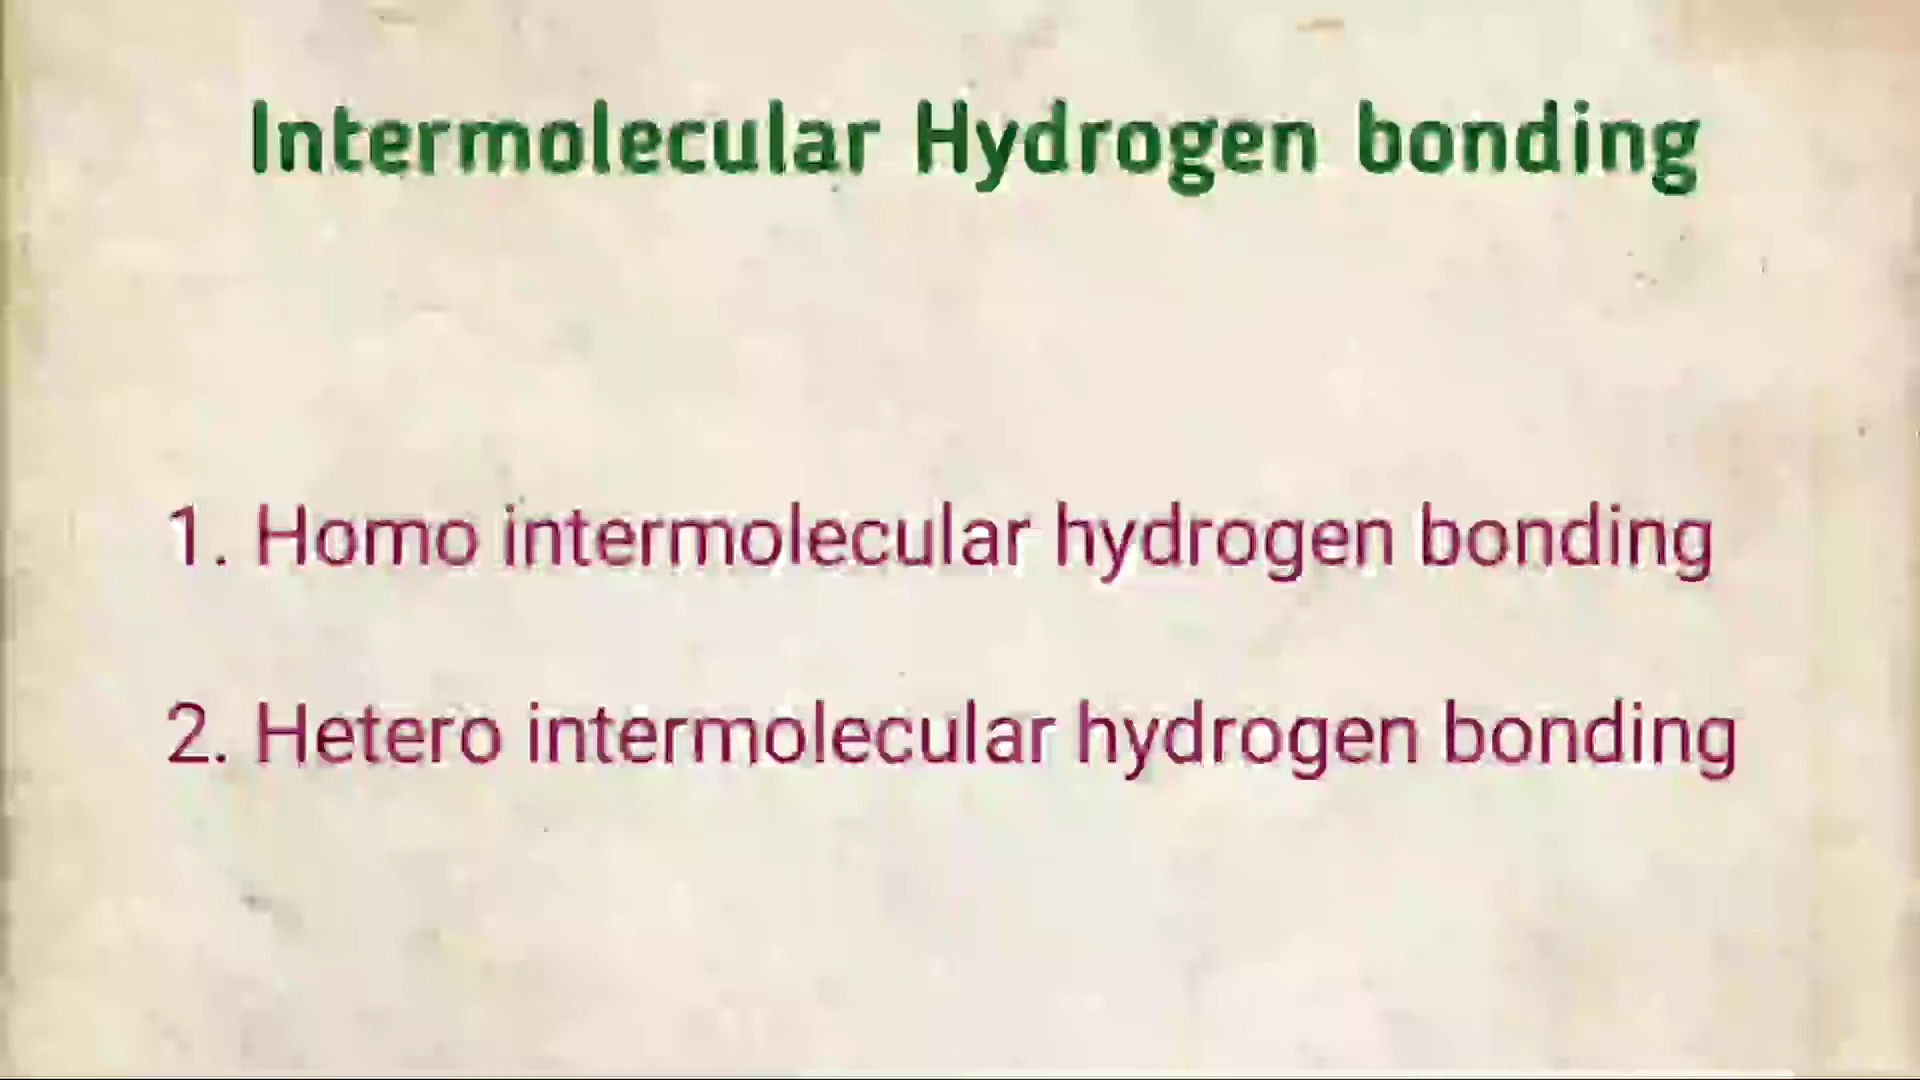 Intermolecular Hydrogen bonding
1. Homo intermolecular hydrogen bonding
2. Hetero intermolecular hydrogen bonding